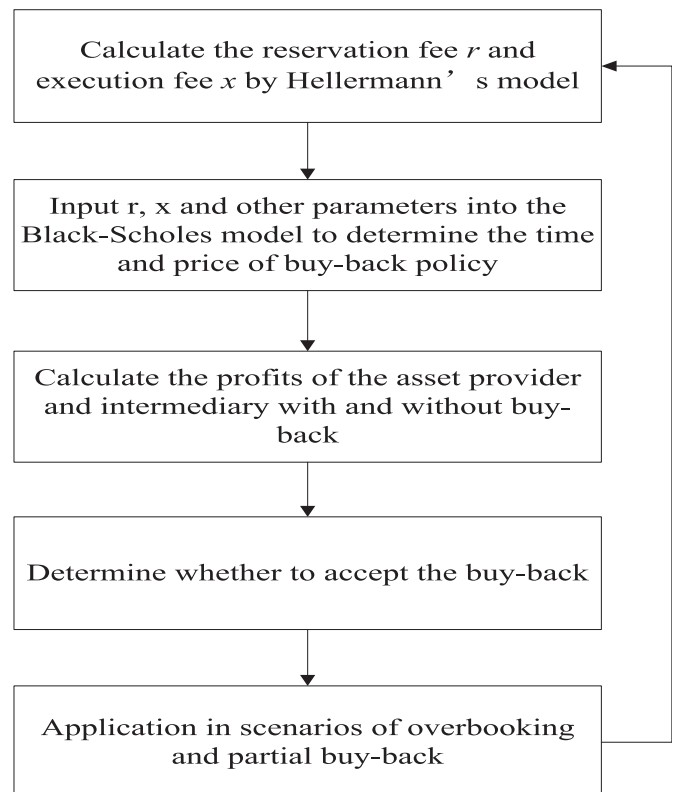 Calculate the reservation fee r and
execution fee x by Hellermann’ s model
Input r, x and other parameters into the
Black-Scholes model to determine the time
and price of buy-back policy
Calculate the profits of the asset provider
and intermediary with and without buy-
back
Determine whether to accept the buy-back
Application in scenarios of overbooking
and partial buy-back